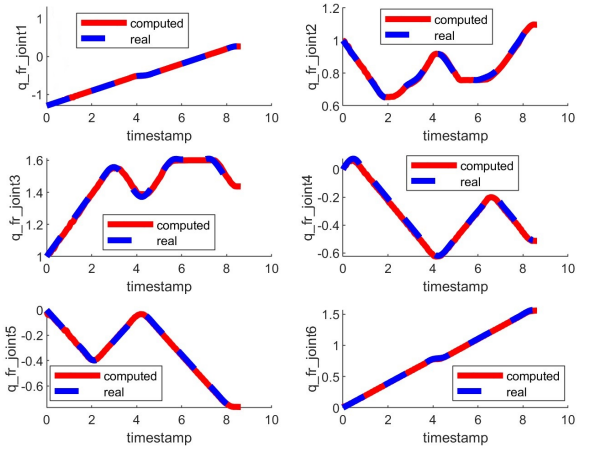 q_fr_joint1
1
0
-1
0 2 4 6 8 10
timestamp
computed
real
q_fr_joint2
1.2
1
0.8
0.6
0 2 4 6 8 10
timestamp
computed
real
q_fr_joint3
1.6
1.4
1.2
1
0 2 4 6 8 10
timestamp
computed
real
q_fr_joint4
0
-0.2
-0.4
-0.6
0 2 4 6 8 10
timestamp
computed
real
q_fr_joint5
0
-0.2
-0.4
-0.6
0 2 4 6 8 10
timestamp
computed
real
q_fr_joint6
1.5
1
0.5
0
0 2 4 6 8 10
timestamp
computed
real